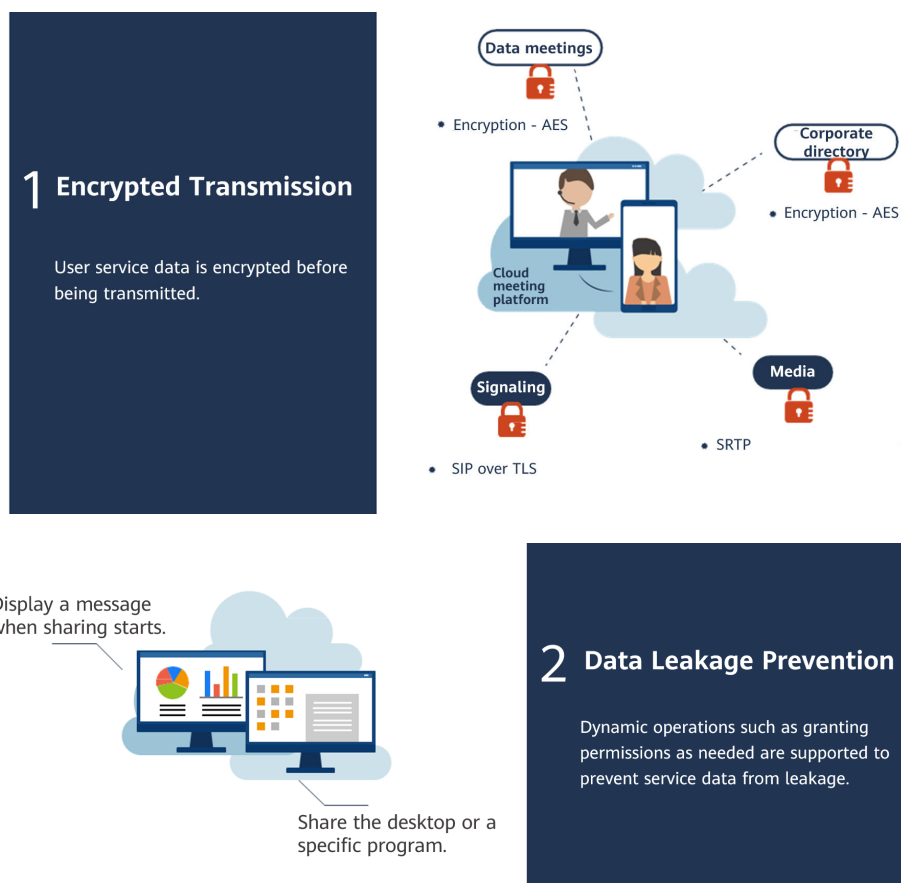 1 Encrypted Transmission
User service data is encrypted before
being transmitted.
Data meetings
Encryption - AES
Corporate
directory
Encryption - AES
Cloud
meeting
platform
Signaling
SIP over TLS
Media
SRTP
Display a message
when sharing starts.
Share the desktop or a
specific program.
2 Data Leakage Prevention
Dynamic operations such as granting
permissions as needed are supported to
prevent service data from leakage.